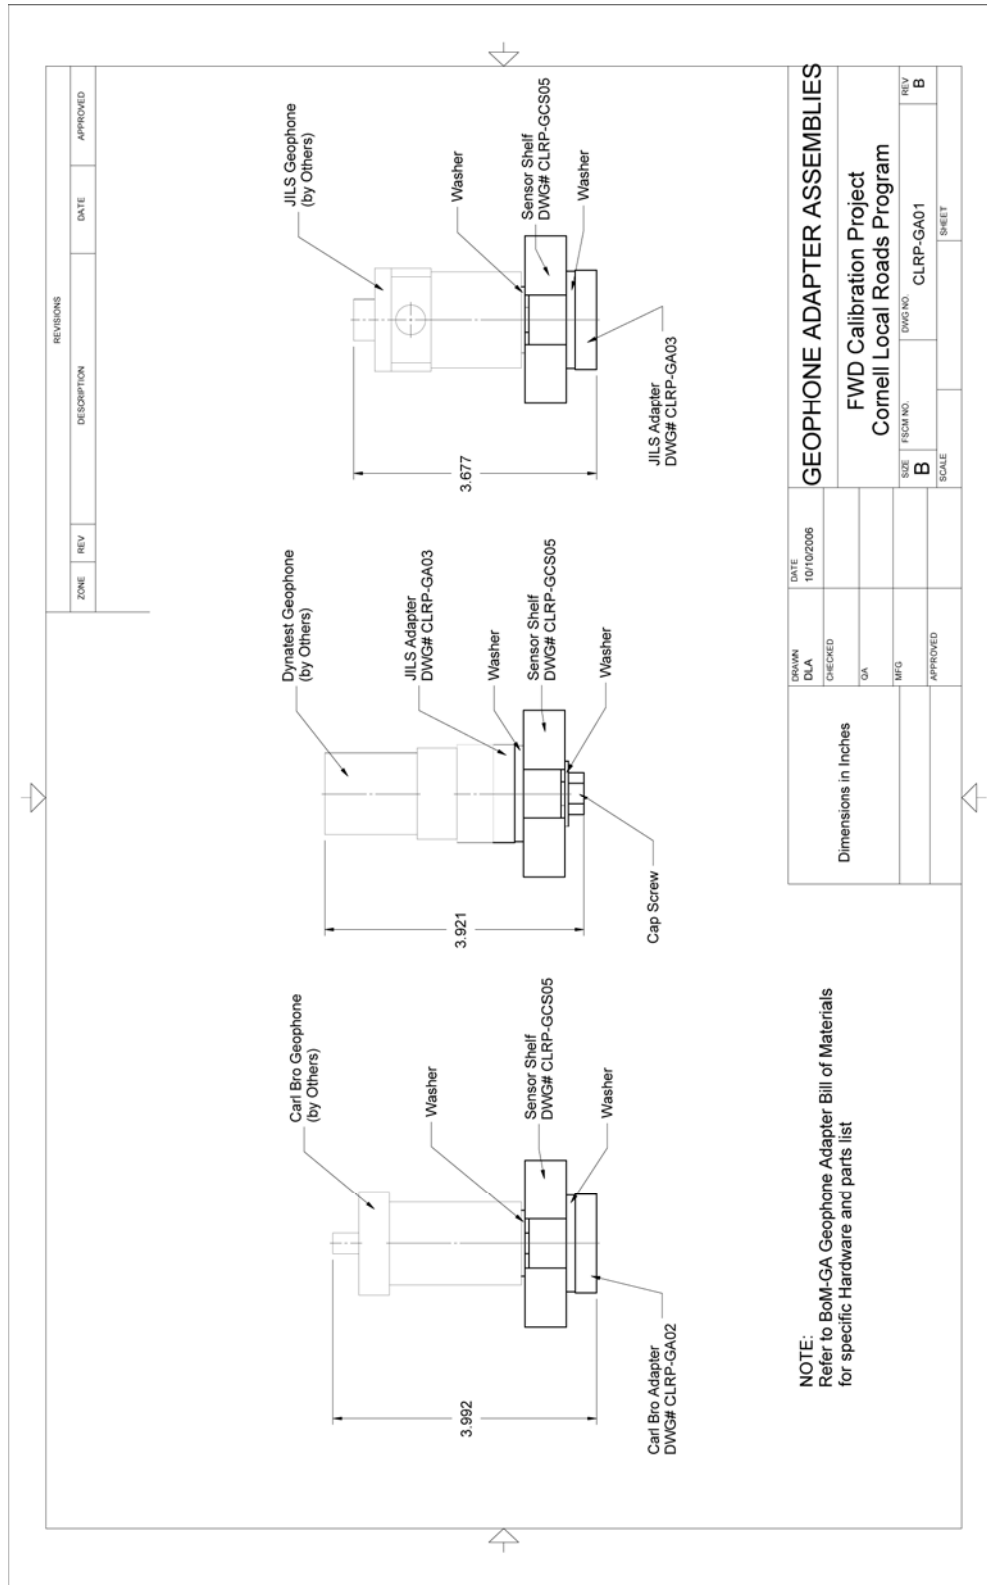 REVISIONS
ZONE
REV
DESCRIPTION
DATE
APPROVED
Carl Bro Geophone
(by Others)
Washer
Sensor Shelf
DWG# CLRP-GCS05
Washer
3.992
Carl Bro Adapter
DWG# CLRP-GA02
Dynatest Geophone
(by Others)
JILS Adapter
DWG# CLRP-GA03
Washer
Sensor Shelf
DWG# CLRP-GCS05
Washer
3.921
Cap Screw
JILS Geophone
(by Others)
Washer
Sensor Shelf
DWG# CLRP-GCS05
Washer
3.677
JILS Adapter
DWG# CLRP-GA03
NOTE:
Refer to BoM-GA Geophone Adapter Bill of Materials
for specific Hardware and parts list
Dimensions in Inches
DRAWN
DLA
DATE
10/10/2006
CHECKED
QA
MFG
APPROVED
GEOPHONE ADAPTER ASSEMBLIES
FWD Calibration Project
Cornell Local Roads Program
SIZE
B
FSCM NO.
DWG NO.
CLRP-GA01
REV
B
SCALE
SHEET